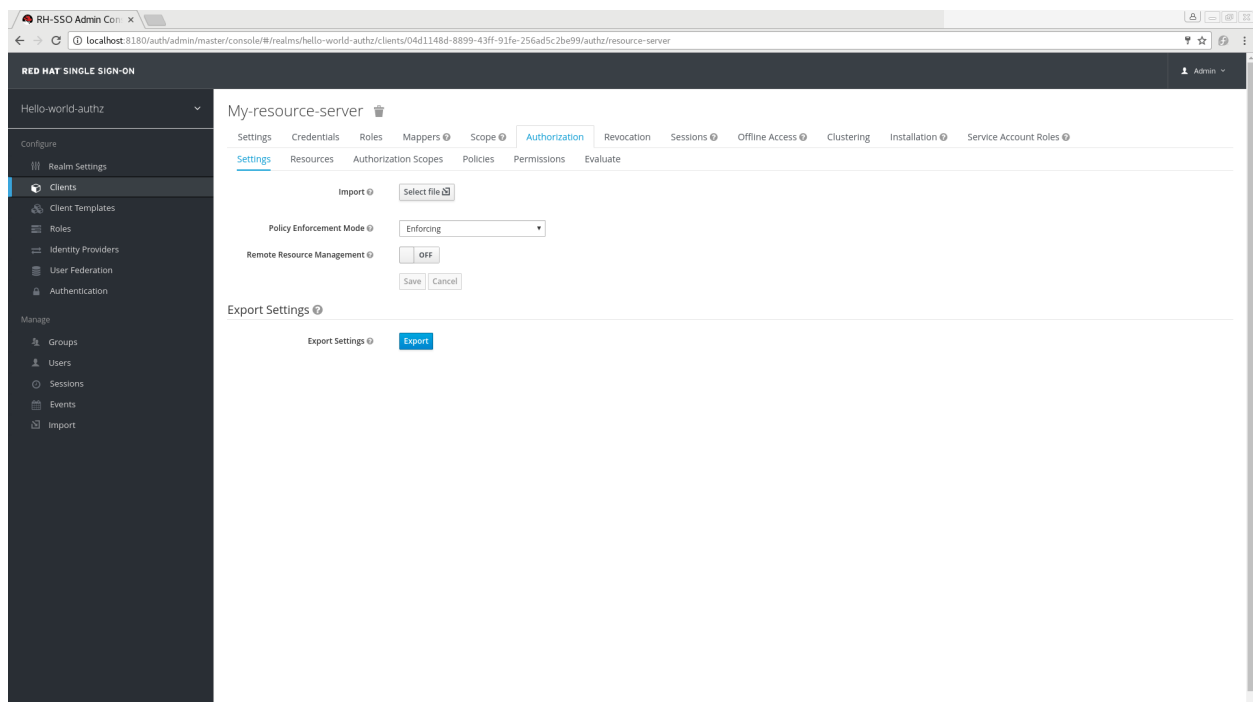 RH-SSO Admin Con
localhost:8180/auth/admin/master/console/#/realms/hello-world-authz/clients/04d1148d-8899-43ff-91fe-256ad5c2be99/authz/resource-server
RED HAT SINGLE SIGN-ON
Admin
Hello-world-authz
Configure
Realm Settings
Clients
Client Templates
Roles
Identity Providers
User Federation
Authentication
Manage
Groups
Users
Sessions
Events
Import
My-resource-server
Settings Credentials Roles Mappers Scope Authorization Revocation Sessions Offline Access Clustering Installation Service Account Roles
Settings Resources Authorization Scopes Policies Permissions Evaluate
Import Select file
Policy Enforcement Mode Enforcing
Remote Resource Management OFF
Save Cancel
Export Settings
Export Settings Export